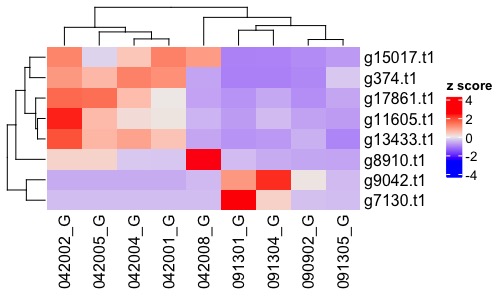 g15017.t1
g374.t1
g17861.t1
g11605.t1
g13433.t1
g8910.t1
g9042.t1
g7130.t1
z score
4
2
0
-2
-4
042002_G
042005_G
042004_G
042001_G
042008_G
091301_G
091304_G
090902_G
091305_G